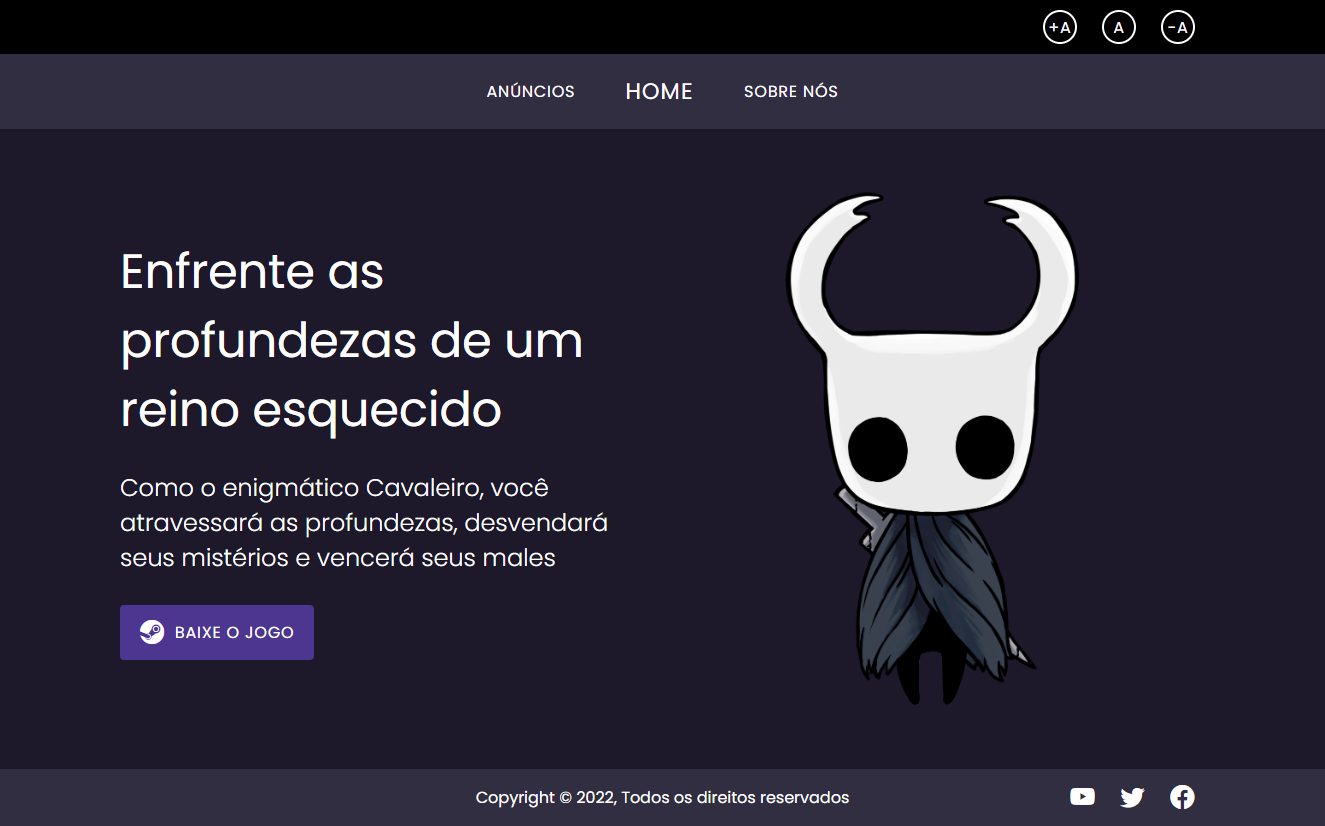 +A A -A
ANÚNCIOS HOME SOBRE NÓS
Enfrente as
profundezas de um
reino esquecido
Como o enigmático Cavaleiro, você
atravessará as profundezas, desvendará
seus mistérios e vencerá seus males
BAIXE O JOGO
Copyright © 2022, Todos os direitos reservados